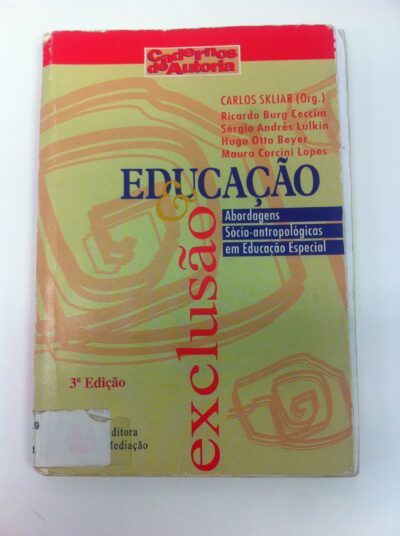 Cadernos
de Autoria
CARLOS SKLIAR (Org.)
Ricardo Burg Ceccim
Sérgio Andrés Lulkin
Hugo Otto Beyer
Maura Corcini Lopes
EDUCAÇÃO
&
exclusão
Abordagens
Sócio-antropológicas
em Educação Especial
3ª Edição
ditora
Mediação